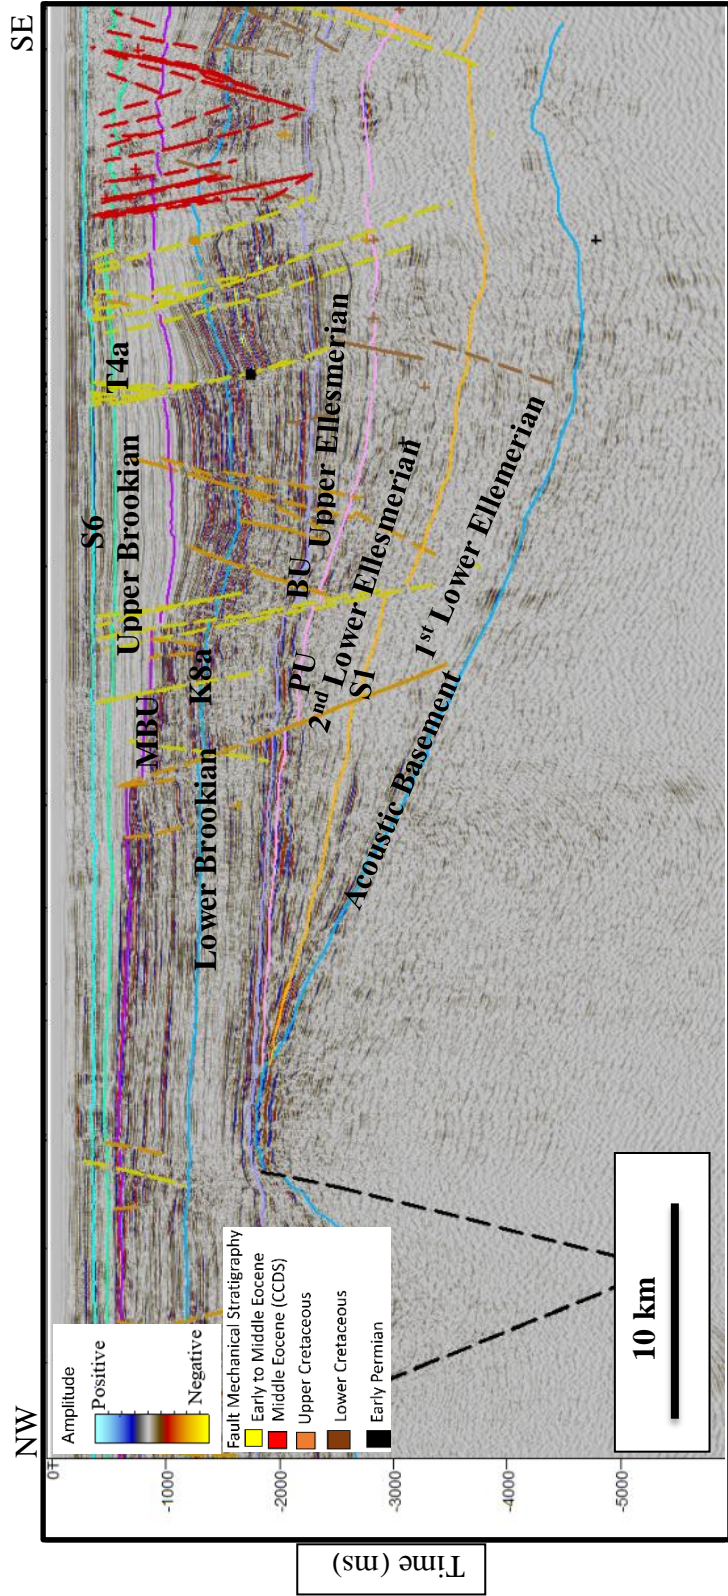 NW
SE
0
-1000
-2000
-3000
-4000
-5000
Time (ms)
Amplitude
Positive
Negative
Fault Mechanical Stratigraphy
Early to Middle Eocene
Middle Eocene (CCDS)
Upper Cretaceous
Lower Cretaceous
Early Permian
10 km
S6
T4a
Upper Brookian
MBU
K8a
Lower Brookian
BU
Upper Ellesmerian
PU
2nd Lower Ellesmerian
S1
1st Lower Ellemerian
Acoustic Basement